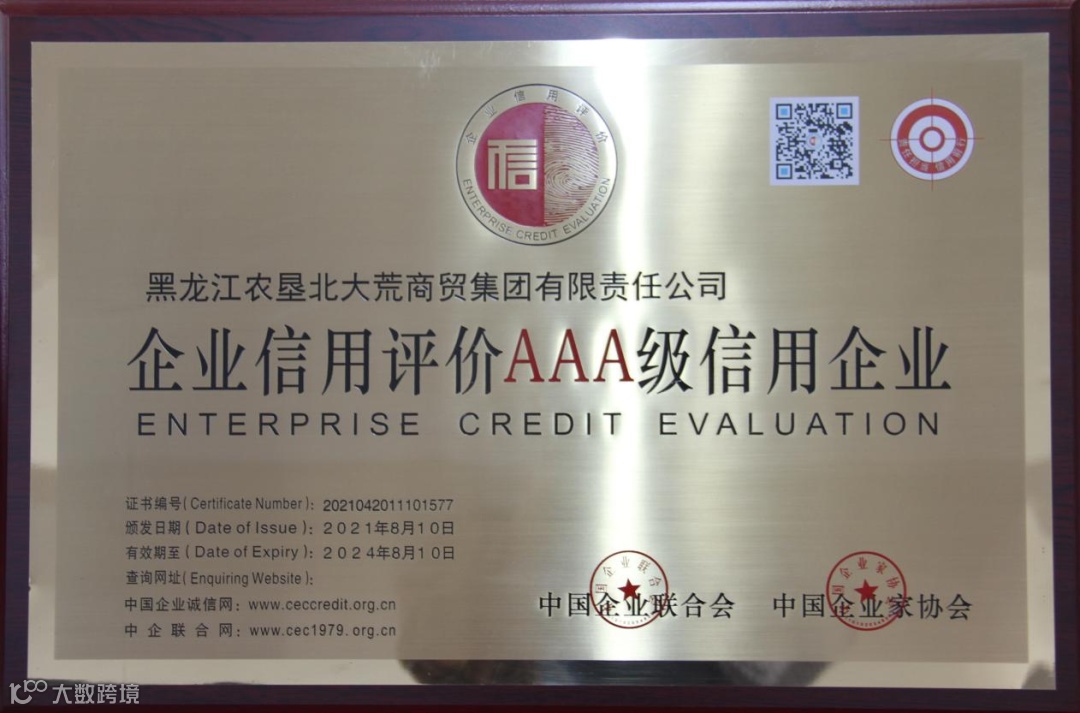 企业信用评价
信
ENTERPRISE CREDIT EVALUATION
黑龙江农垦北大荒商贸集团有限责任公司
企业信用评价AAA级信用企业
ENTERPRISE CREDIT EVALUATION
证书编号(Certificate Number): 2021042011101577
颁发日期(Date of Issue): 2021年8月10日
有效期至(Date of Expiry): 2024年8月10日
查询网址(Enquiring Website):
中国企业诚信网: www.ceccredit.org.cn
中企联合网: www.cec1979.org.cn
中国企业联合会 中国企业家协会
大数跨境